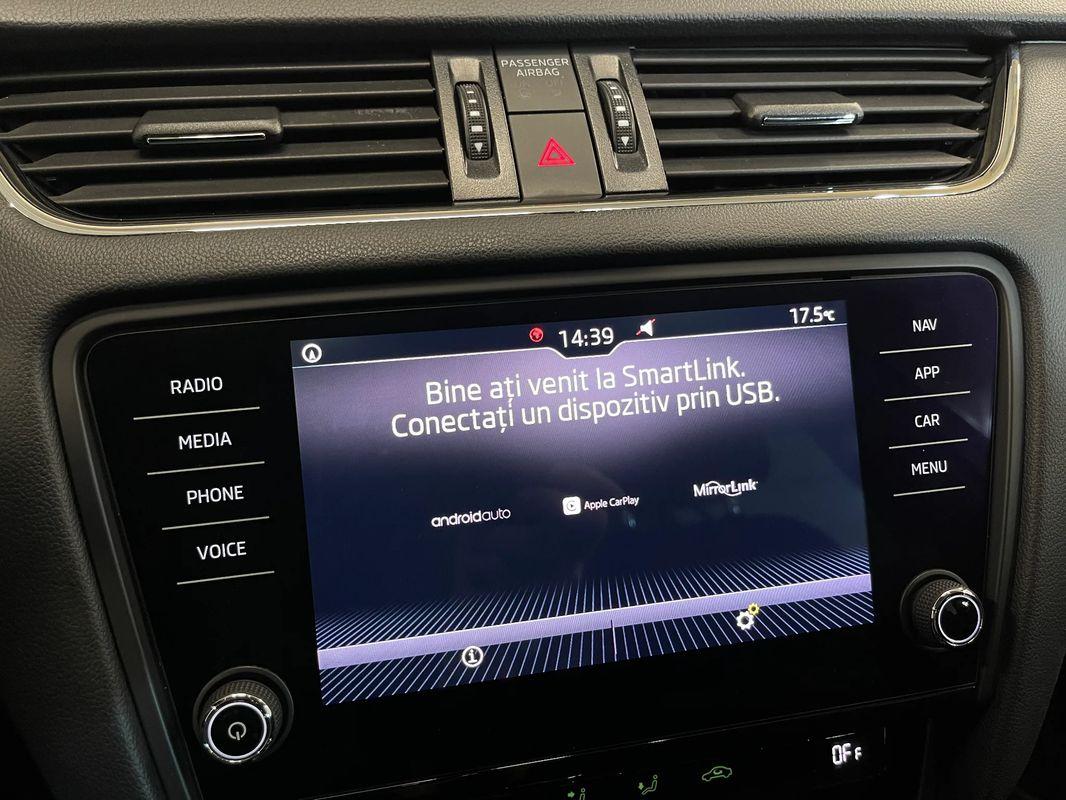 PASSENGER
AIRBAG
14:39
17.5°C
Bine ați venit la SmartLink.
Conectați un dispozitiv prin USB.
androidauto
Apple CarPlay
MirrorLink
RADIO
MEDIA
PHONE
VOICE
NAV
APP
CAR
MENU
OFF